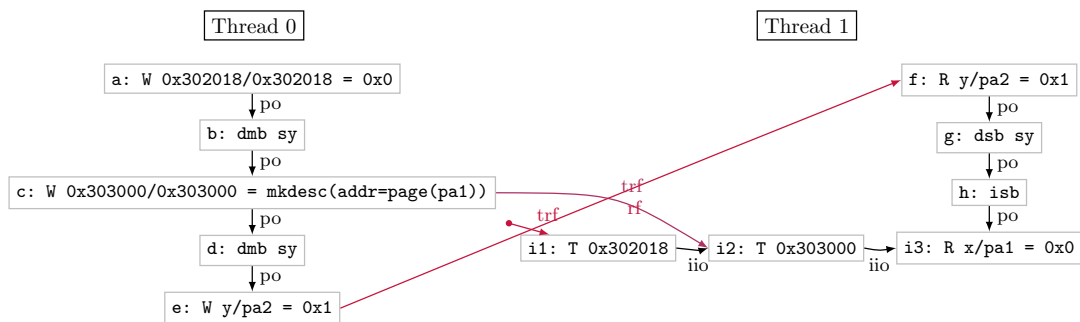 Thread 0
Thread 1
a: W 0x302018/0x302018 = 0x0
po
b: dmb sy
po
c: W 0x303000/0x303000 = mkdesc(addr=page(pa1))
po
d: dmb sy
po
e: W y/pa2 = 0x1
trf
rf
trf
f: R y/pa2 = 0x1
po
g: dsb sy
po
h: isb
po
i1: T 0x302018
iio
i2: T 0x303000
iio
i3: R x/pa1 = 0x0